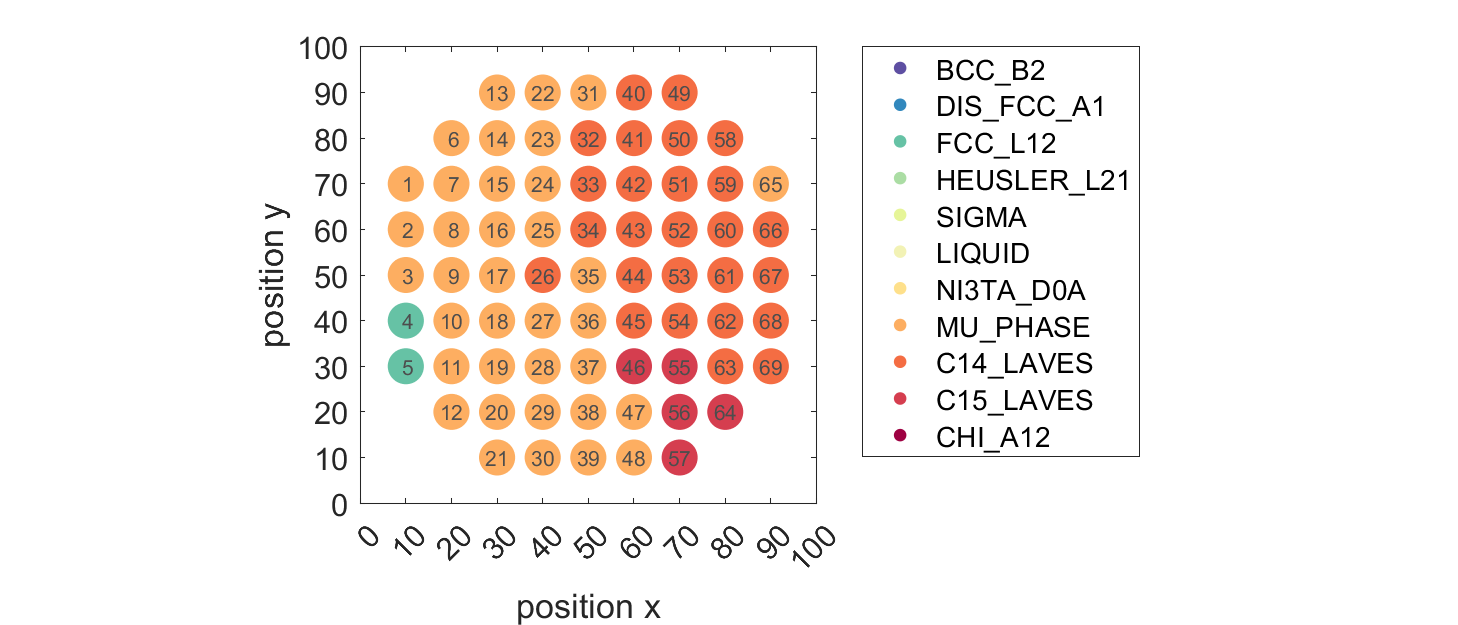 100
90
80
70
60
50
40
30
20
10
0
position y
13 22 31 40 49
6 14 23 32 41 50 58
1 7 15 24 33 42 51 59 65
2 8 16 25 34 43 52 60 66
3 9 17 26 35 44 53 61 67
4 10 18 27 36 45 54 62 68
5 11 19 28 37 46 55 63 69
12 20 29 38 47 56 64
21 30 39 48 57
0 10 20 30 40 50 60 70 80 90 100
position x
BCC_B2
DIS_FCC_A1
FCC_L12
HEUSLER_L21
SIGMA
LIQUID
NI3TA_D0A
MU_PHASE
C14_LAVES
C15_LAVES
CHI_A12